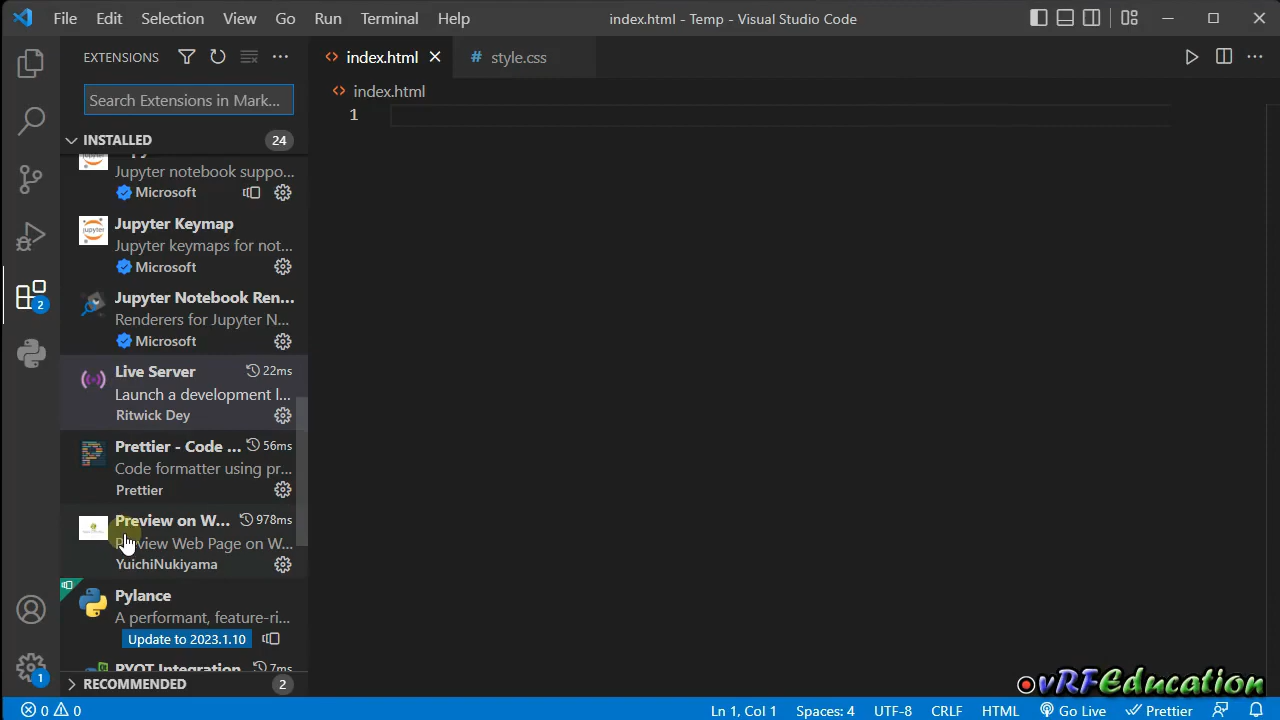 File Edit Selection View Go Run Terminal Help
index.html - Temp - Visual Studio Code
EXTENSIONS
Search Extensions in Mark...
INSTALLED 24
Jupyter notebook suppo...
Microsoft
Jupyter Keymap
Jupyter keymaps for not...
Microsoft
Jupyter Notebook Ren...
Renderers for Jupyter N...
Microsoft
Live Server 22ms
Launch a development l...
Ritwick Dey
Prettier - Code ... 56ms
Code formatter using pr...
Prettier
Preview on W... 978ms
Preview Web Page on W...
YuichiNukiyama
Pylance
A performant, feature-ri...
Update to 2023.1.10
PYQT Integration 7ms
RECOMMENDED 2
2
1
index.html
style.css
index.html
1
vRFEducation
0 0
Ln 1, Col 1 Spaces: 4 UTF-8 CRLF HTML Go Live Prettier